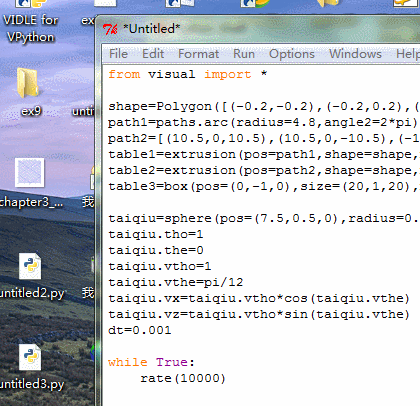 VIDLE for
VPython
ex
ex9
unti
chapter3_...
我
untitled2.py
我
untitled3.py
*Untitled*
File Edit Format Run Options Windows Help
from visual import *
shape=Polygon([(-0.2,-0.2),(-0.2,0.2),(
path1=paths.arc(radius=4.8,angle2=2*pi)
path2=[(10.5,0,10.5),(10.5,0,-10.5),(-1
table1=extrusion(pos=path1,shape=shape,
table2=extrusion(pos=path2,shape=shape,
table3=box(pos=(0,-1,0),size=(20,1,20),
taiqiu=sphere(pos=(7.5,0.5,0),radius=0.
taiqiu.tho=1
taiqiu.the=0
taiqiu.vtho=1
taiqiu.vthe=pi/12
taiqiu.vx=taiqiu.vtho*cos(taiqiu.vthe)
taiqiu.vz=taiqiu.vtho*sin(taiqiu.vthe)
dt=0.001
while True:
rate(10000)